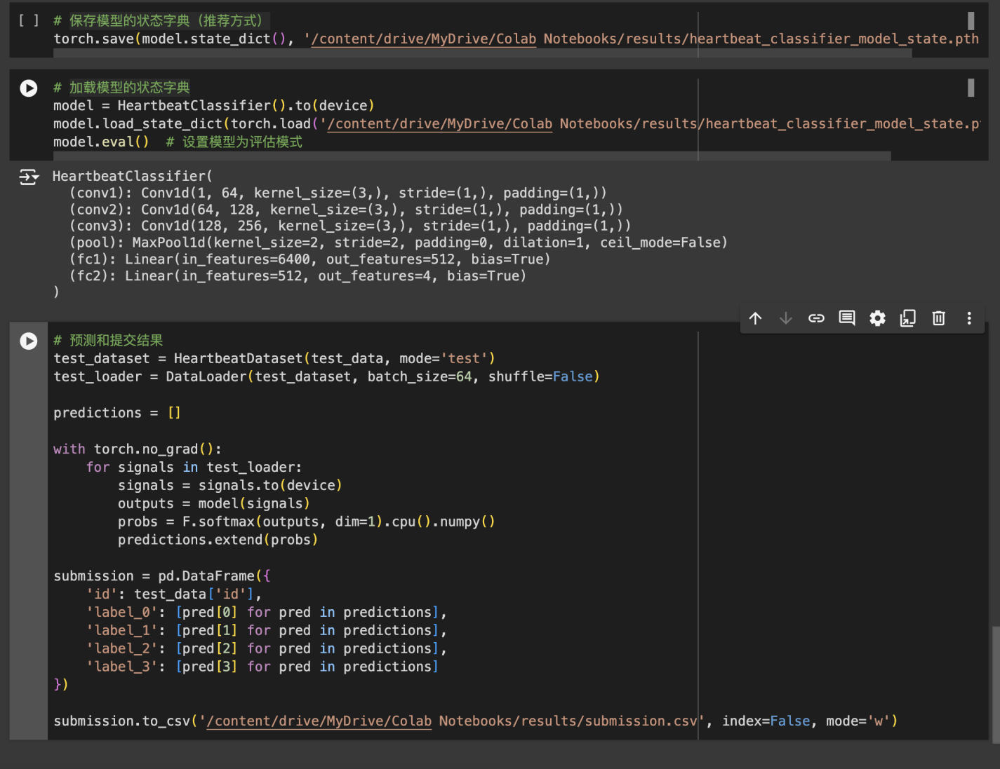 [ ] # 保存模型的状态字典（推荐方式）
torch.save(model.state_dict(), '/content/drive/MyDrive/Colab Notebooks/results/heartbeat_classifier_model_state.pth
# 加载模型的状态字典
model = HeartbeatClassifier().to(device)
model.load_state_dict(torch.load('/content/drive/MyDrive/Colab Notebooks/results/heartbeat_classifier_model_state.p
model.eval()  # 设置模型为评估模式
HeartbeatClassifier(
  (conv1): Conv1d(1, 64, kernel_size=(3,), stride=(1,), padding=(1,))
  (conv2): Conv1d(64, 128, kernel_size=(3,), stride=(1,), padding=(1,))
  (conv3): Conv1d(128, 256, kernel_size=(3,), stride=(1,), padding=(1,))
  (pool): MaxPool1d(kernel_size=2, stride=2, padding=0, dilation=1, ceil_mode=False)
  (fc1): Linear(in_features=6400, out_features=512, bias=True)
  (fc2): Linear(in_features=512, out_features=4, bias=True)
)
# 预测和提交结果
test_dataset = HeartbeatDataset(test_data, mode='test')
test_loader = DataLoader(test_dataset, batch_size=64, shuffle=False)
predictions = []
with torch.no_grad():
    for signals in test_loader:
        signals = signals.to(device)
        outputs = model(signals)
        probs = F.softmax(outputs, dim=1).cpu().numpy()
        predictions.extend(probs)
submission = pd.DataFrame({
    'id': test_data['id'],
    'label_0': [pred[0] for pred in predictions],
    'label_1': [pred[1] for pred in predictions],
    'label_2': [pred[2] for pred in predictions],
    'label_3': [pred[3] for pred in predictions]
})
submission.to_csv('/content/drive/MyDrive/Colab Notebooks/results/submission.csv', index=False, mode='w')